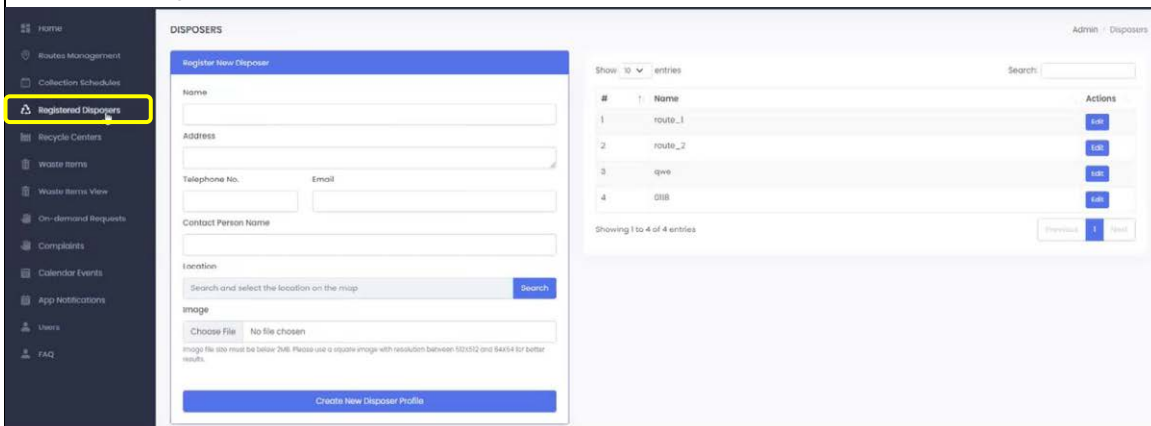 Home
Routes Management
Collection Schedules
Registered Disposers
Recycle Centers
Waste Items
Waste Items View
On-demand Requests
Complaints
Calendar Events
App Notifications
Users
FAQ
DISPOSERS
Admin - Disposers
Register New Disposer
Name
Address
Telephone No. Email
Contact Person Name
Location
Search and select the location on the map Search
Image
Choose File No file chosen
Image file size must be below 2MB. Please use a square image with resolution between 512X512 and 64X64 for better
results.
Create New Disposer Profile
Show 10 entries Search:
# Name Actions
1 route_1 Edit
2 route_2 Edit
3 qwe Edit
4 0118 Edit
Showing 1 to 4 of 4 entries Previous 1 Next